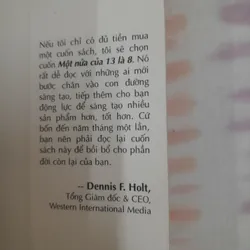 Nếu tôi chỉ có đủ tiền mua
một cuốn sách, tôi sẽ chọn
cuốn Một nửa của 13 là 8. Nó
rất dễ đọc với những ai mới
bước chân vào con đường
sáng tạo, tiếp thêm cho bạn
động lực để sáng tạo nhiều
sản phẩm hơn, tốt hơn. Cứ
bốn đến năm tháng một lần,
bạn nên phải đọc lại cuốn
sách này để bồi bổ cho phần
đời còn lại của bạn.
-- Dennis F. Holt,
Tổng Giám đốc & CEO,
Western International Media